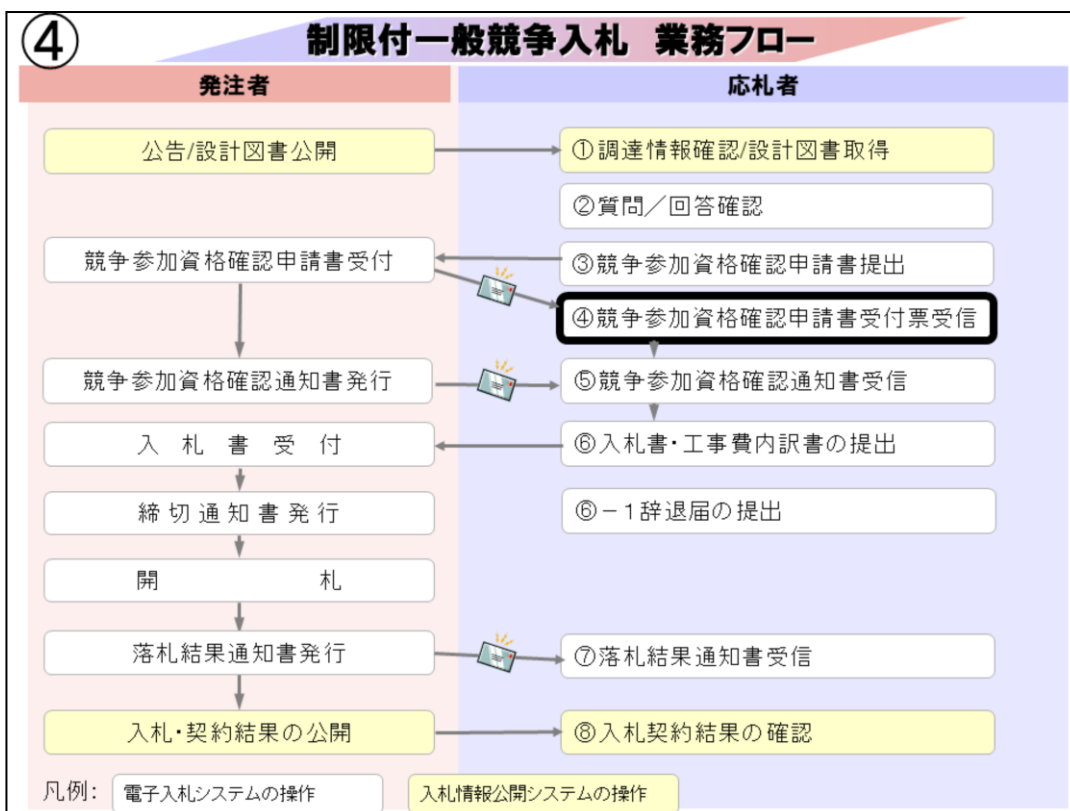 ④
制限付一般競争入札 業務フロー
発注者
応札者
公告/設計図書公開
①調達情報確認/設計図書取得
②質問／回答確認
競争参加資格確認申請書受付
③競争参加資格確認申請書提出
④競争参加資格確認申請書受付票受信
競争参加資格確認通知書発行
⑤競争参加資格確認通知書受信
入 札 書 受 付
⑥入札書・工事費内訳書の提出
締切通知書発行
⑥－1辞退届の提出
開 札
落札結果通知書発行
⑦落札結果通知書受信
入札・契約結果の公開
⑧入札契約結果の確認
凡例： 電子入札システムの操作 入札情報公開システムの操作